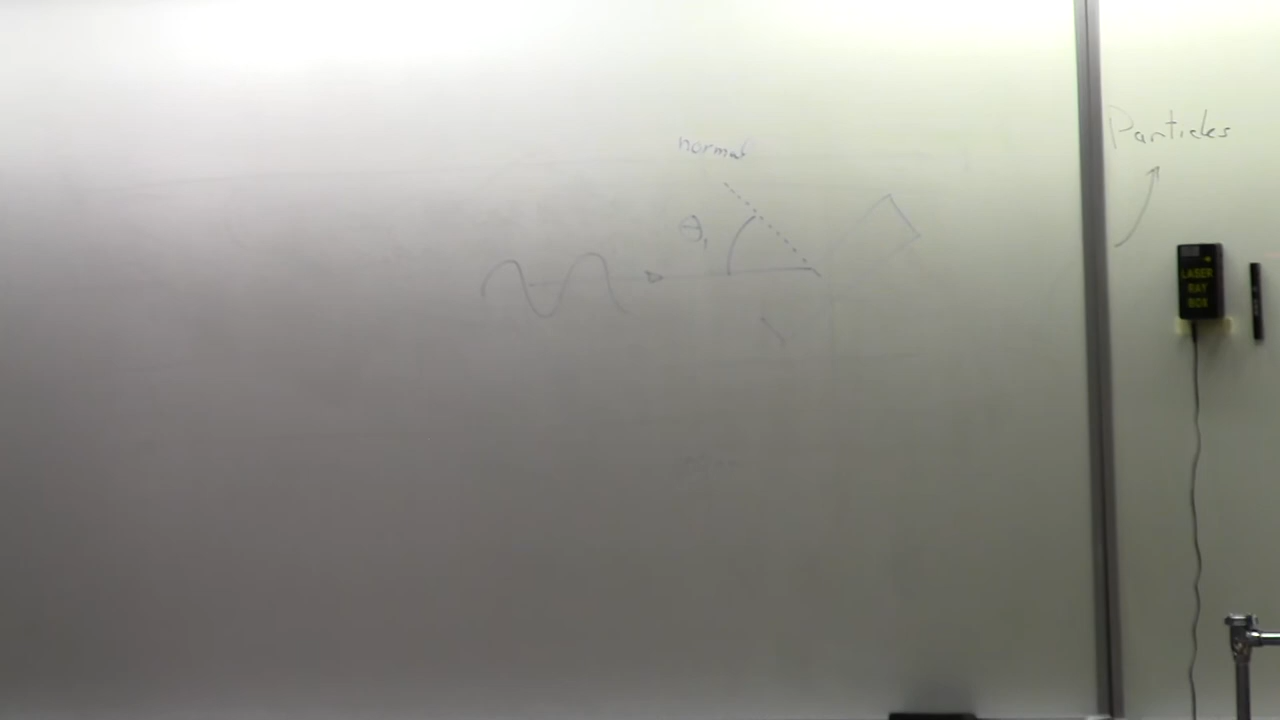 normal
θ₁
Particles
LASER
RAY
BOX